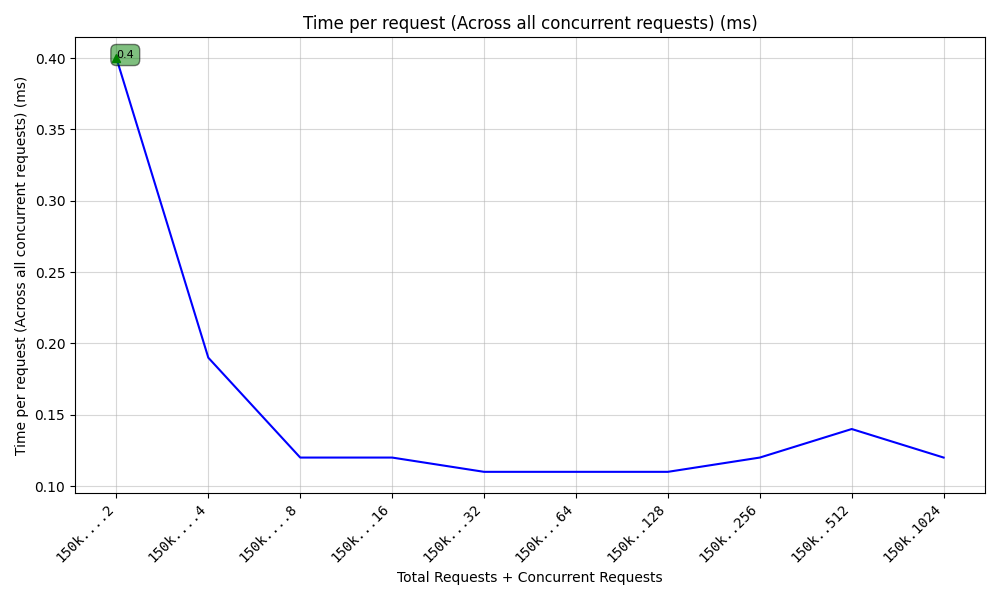 Time per request (Across all concurrent requests) (ms)
Time per request (Across all concurrent requests) (ms)
0.40
0.35
0.30
0.25
0.20
0.15
0.10
0.4
150k....2
150k....4
150k....8
150k...16
150k...32
150k...64
150k..128
150k..256
150k..512
150k.1024
Total Requests + Concurrent Requests